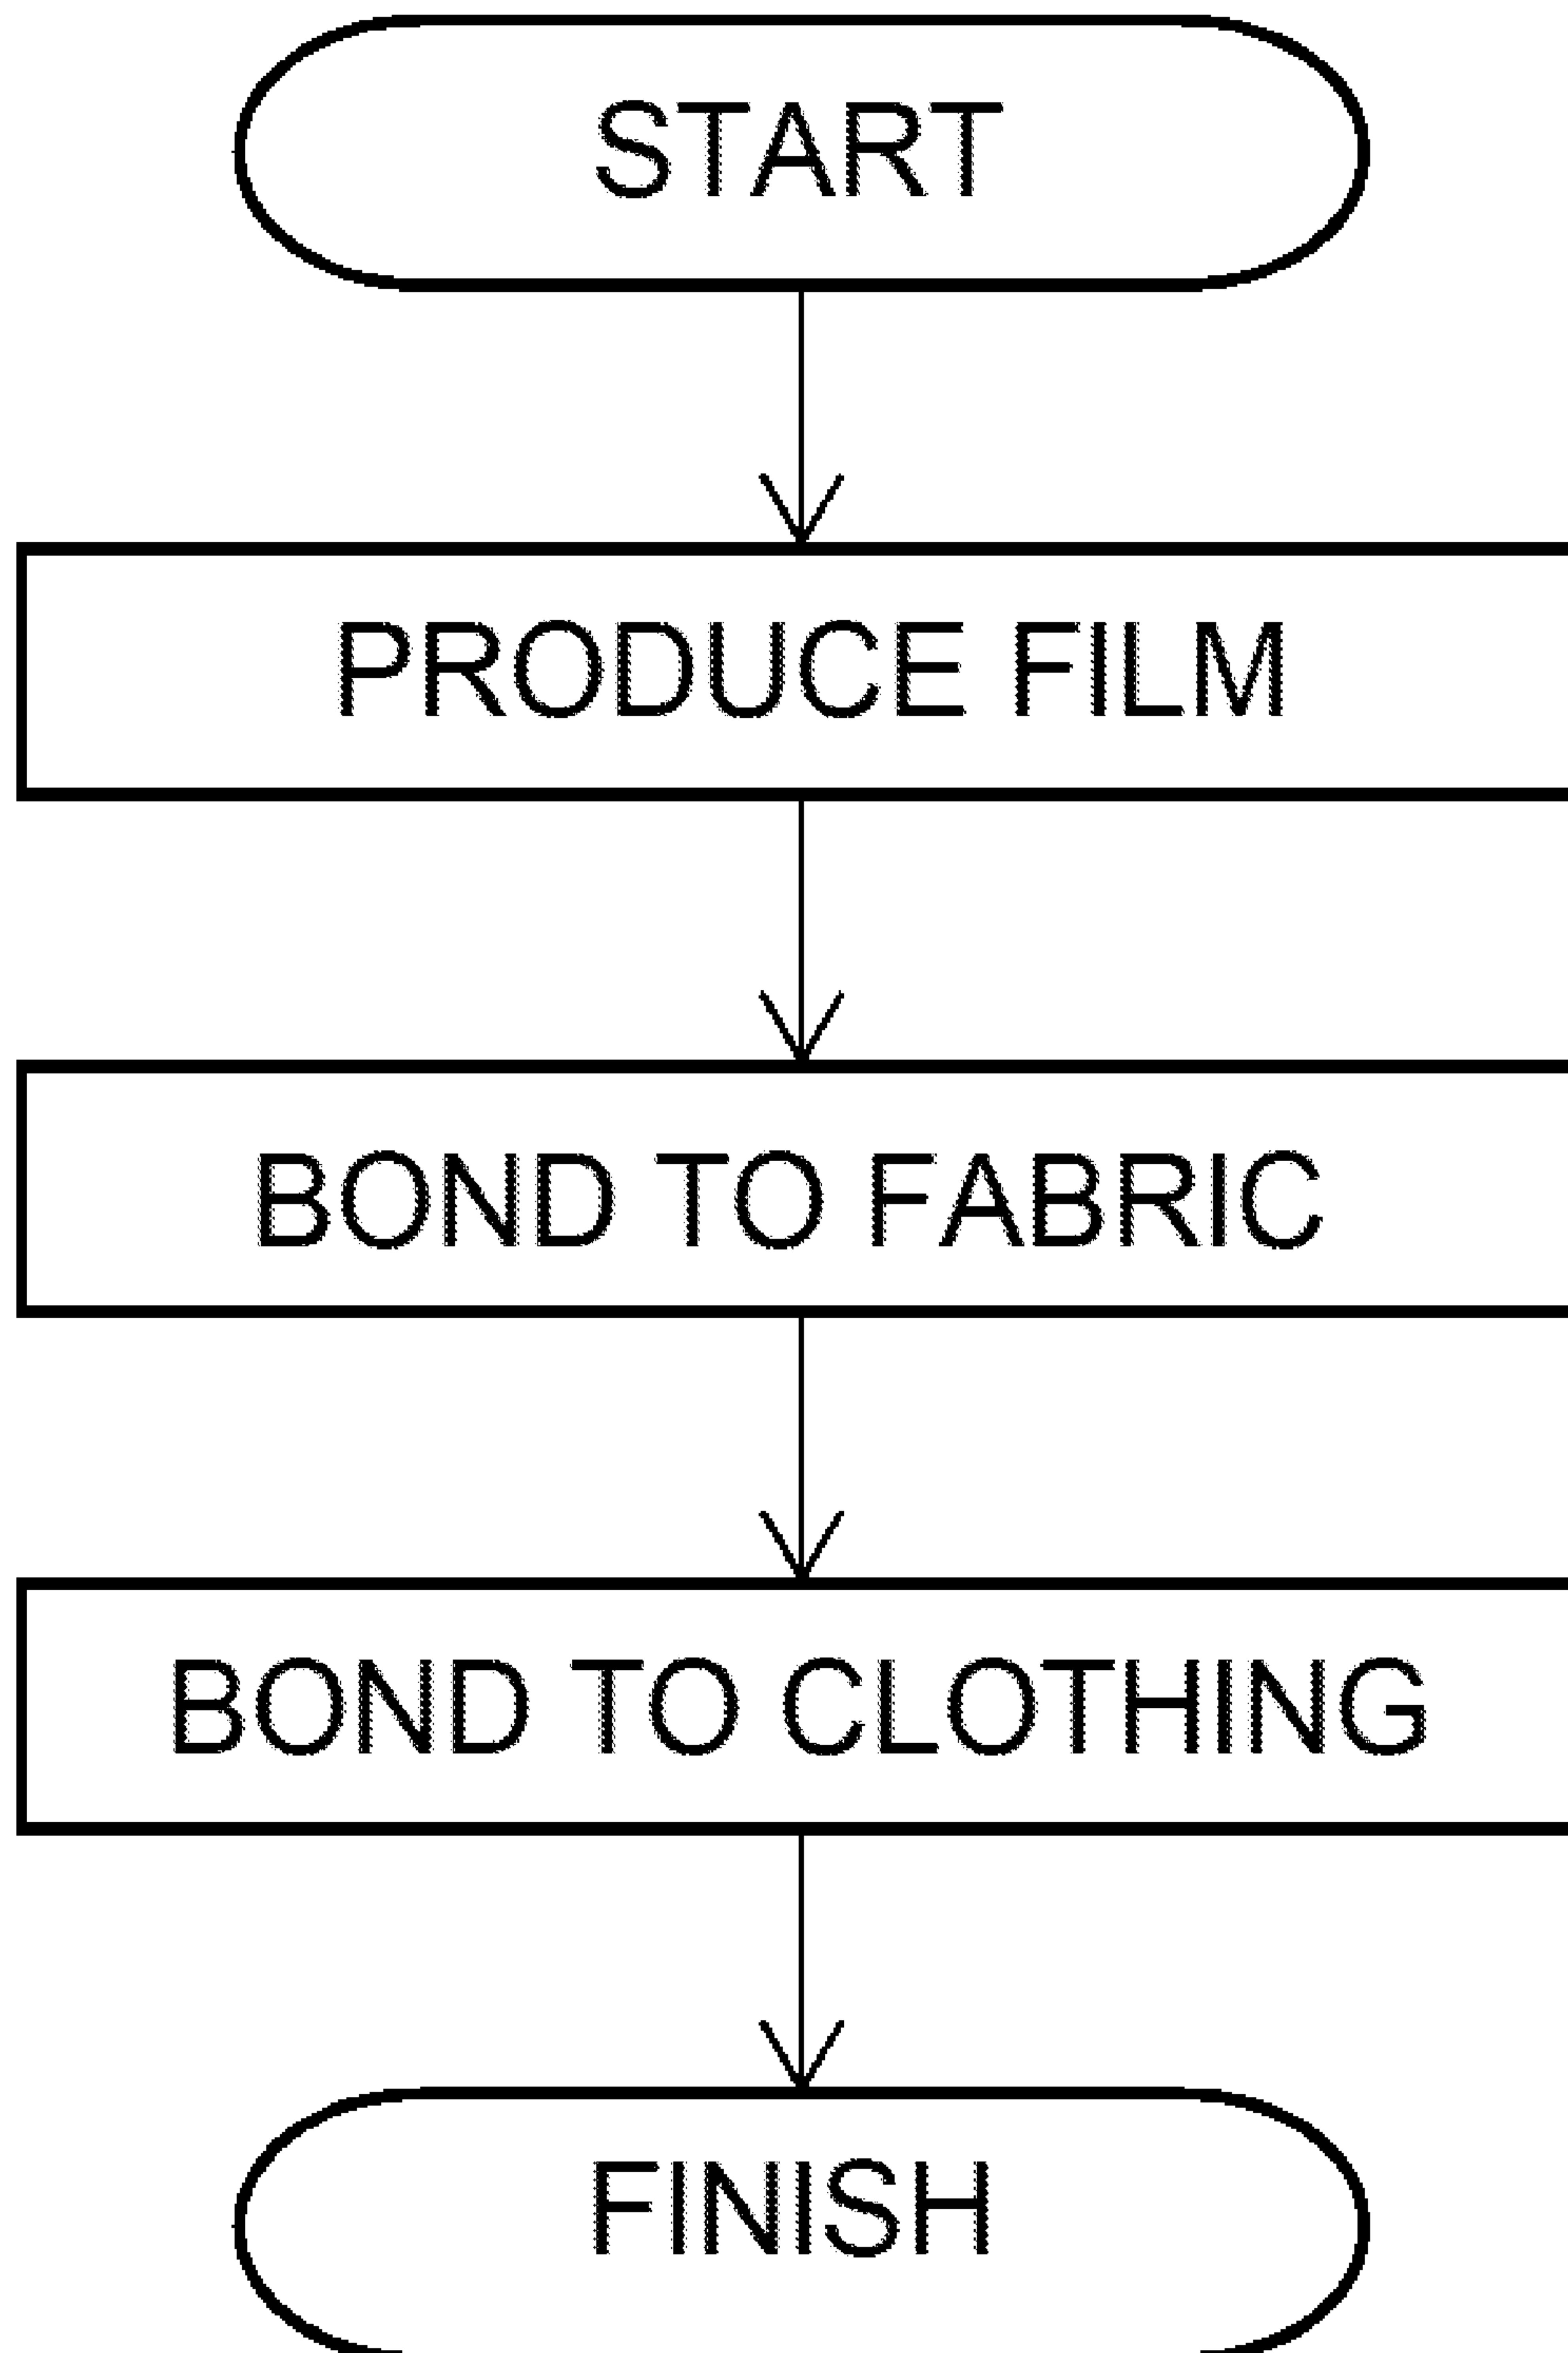 START
PRODUCE FILM
BOND TO FABRIC
BOND TO CLOTHING
FINISH